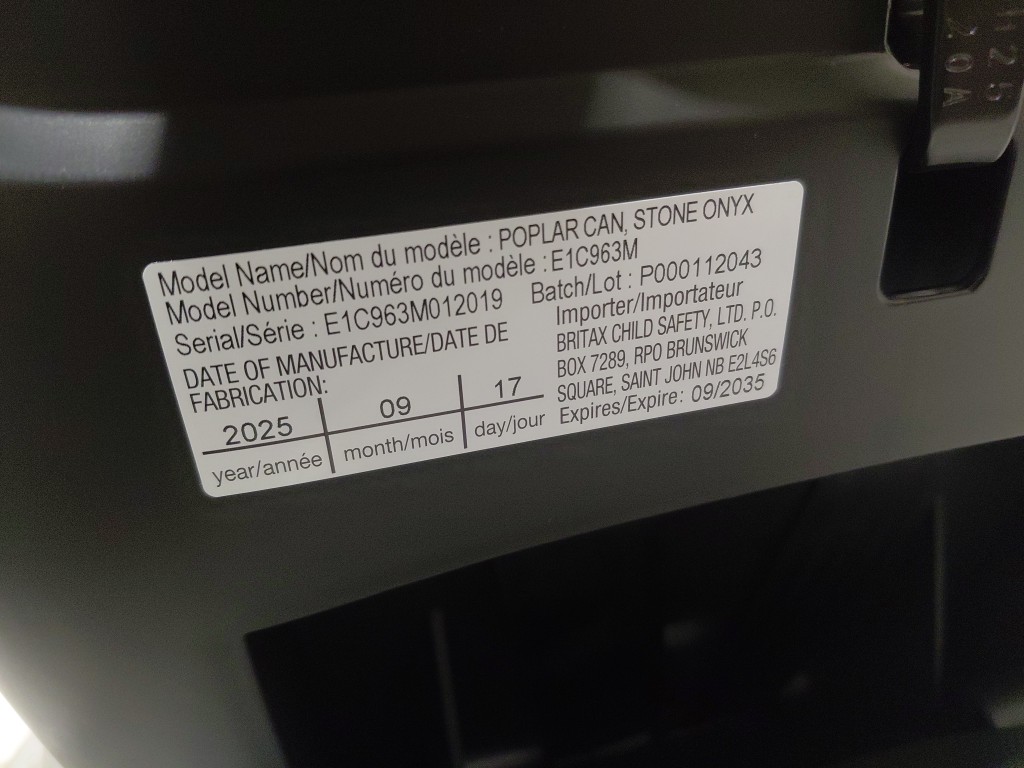 H25
20A
Model Name/Nom du modèle : POPLAR CAN, STONE ONYX
Model Number/Numéro du modèle : E1C963M
Serial/Série : E1C963M012019 Batch/Lot : P000112043
DATE OF MANUFACTURE/DATE DE
FABRICATION:
2025 09 17
year/année month/mois day/jour
Importer/Importateur
BRITAX CHILD SAFETY, LTD. P.O.
BOX 7289, RPO BRUNSWICK
SQUARE, SAINT JOHN NB E2L4S6
Expires/Expire: 09/2035